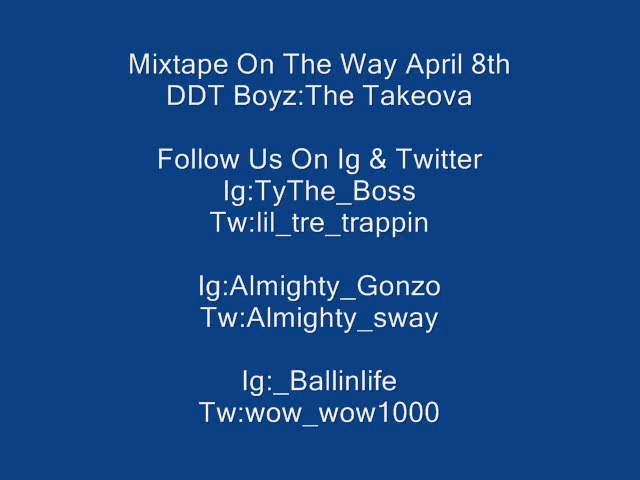 Mixtape On The Way April 8th
DDT Boyz:The Takeova
Follow Us On Ig & Twitter
Ig:TyThe_Boss
Tw:lil_tre_trappin
Ig:Almighty_Gonzo
Tw:Almighty_sway
Ig:_Ballinlife
Tw:wow_wow1000